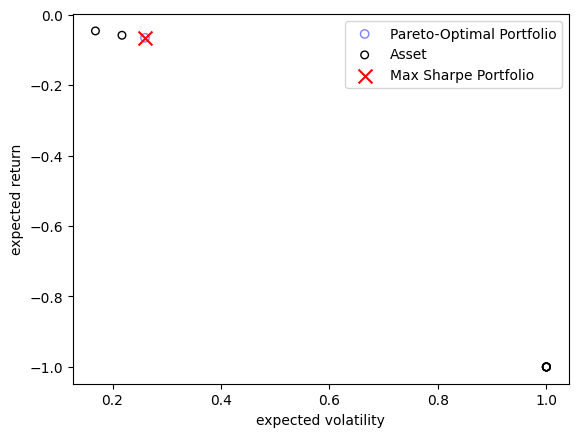 Pareto-Optimal Portfolio
Asset
Max Sharpe Portfolio
expected return
0.0
−0.2
−0.4
−0.6
−0.8
−1.0
0.2
0.4
0.6
0.8
1.0
expected volatility